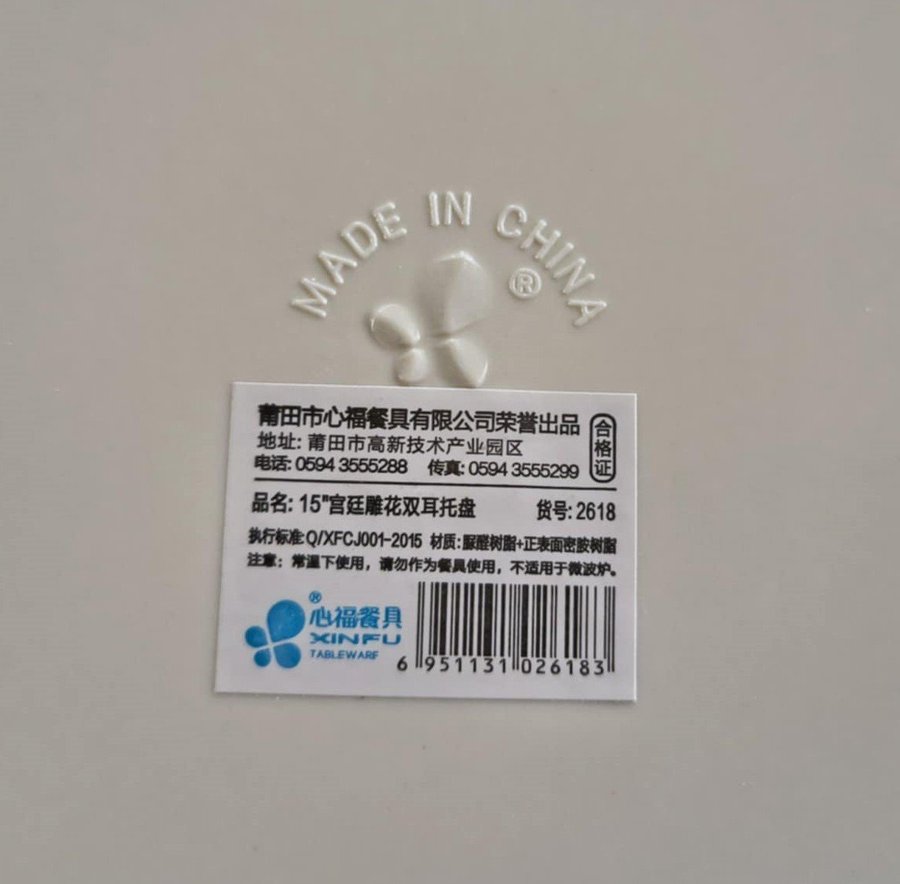 MADE IN CHINA
®
莆田市心福餐具有限公司荣誉出品
合格证
地址: 莆田市高新技术产业园区
电话: 0594 3555288 传真: 0594 3555299
品名: 15"宫廷雕花双耳托盘 货号: 2618
执行标准: Q/XFCJ001-2015 材质: 脲醛树脂+正表面密胺树脂
注意: 常温下使用，请勿作为餐具使用，不适用于微波炉。
®
心福餐具
XINFU
TABLEWARE
6 951131 026183